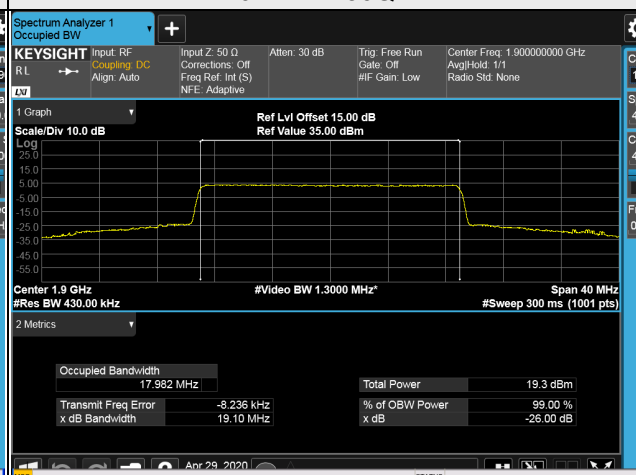 Spectrum Analyzer 1
Occupied BW
KEYSIGHT
RL
LXI
Input: RF
Coupling: DC
Align: Auto
Input Z: 50 Ω
Corrections: Off
Freq Ref: Int (S)
NFE: Adaptive
Atten: 30 dB
Trig: Free Run
Gate: Off
#IF Gain: Low
Center Freq: 1.900000000 GHz
Avg|Hold: 1/1
Radio Std: None
1 Graph
Scale/Div 10.0 dB
Ref Lvl Offset 15.00 dB
Ref Value 35.00 dBm
Log
25.0
15.0
5.00
-5.00
-15.0
-25.0
-35.0
-45.0
-55.0
Center 1.9 GHz
#Res BW 430.00 kHz
#Video BW 1.3000 MHz*
Span 40 MHz
#Sweep 300 ms (1001 pts)
2 Metrics
Occupied Bandwidth
17.982 MHz
Total Power 19.3 dBm
Transmit Freq Error -8.236 kHz
% of OBW Power 99.00 %
x dB Bandwidth 19.10 MHz
x dB -26.00 dB
Apr 29, 2020